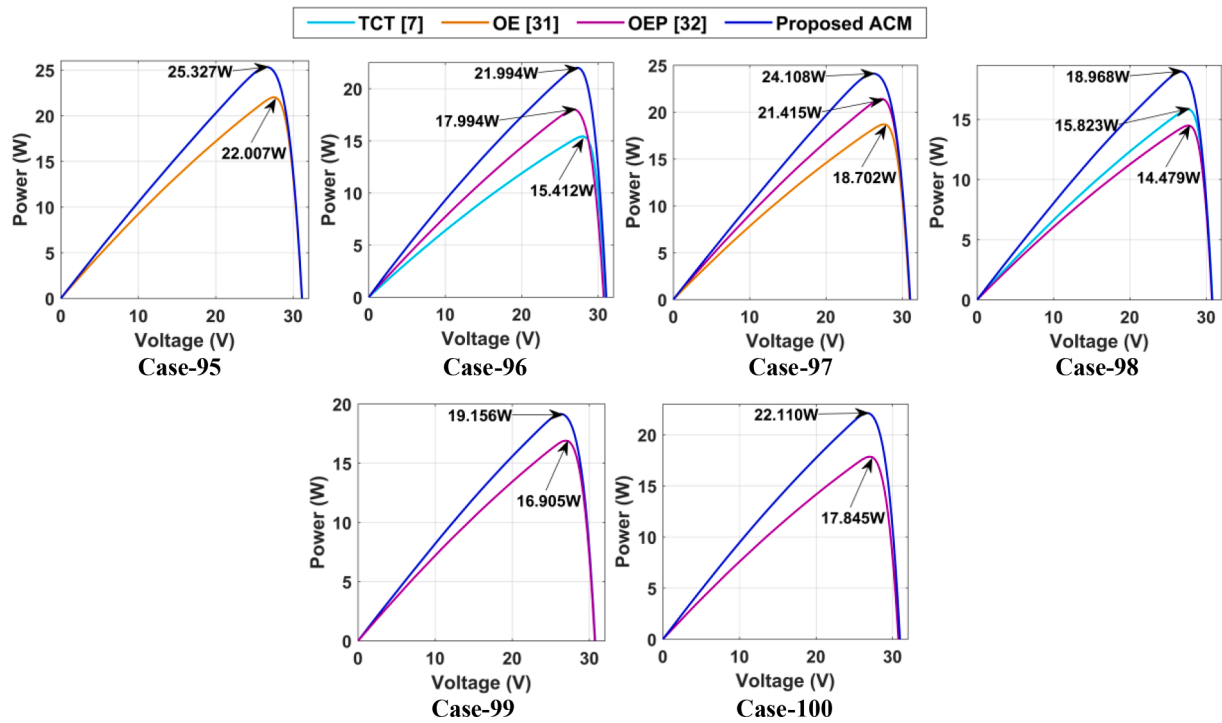 TCT [7] OE [31] OEP [32] Proposed ACM
Power (W)
25
20
15
10
5
0
25.327W
22.007W
0 10 20 30
Voltage (V)
Case-95
Power (W)
20
15
10
5
0
21.994W
17.994W
15.412W
0 10 20 30
Voltage (V)
Case-96
Power (W)
25
20
15
10
5
0
24.108W
21.415W
18.702W
0 10 20 30
Voltage (V)
Case-97
Power (W)
15
10
5
0
18.968W
15.823W
14.479W
0 10 20 30
Voltage (V)
Case-98
Power (W)
20
15
10
5
0
19.156W
16.905W
0 10 20 30
Voltage (V)
Case-99
Power (W)
20
15
10
5
0
22.110W
17.845W
0 10 20 30
Voltage (V)
Case-100